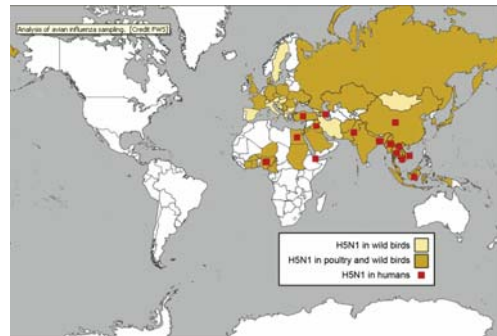 Analysis of avian influenza sampling. [Credit FWS]
H5N1 in wild birds
H5N1 in poultry and wild birds
H5N1 in humans